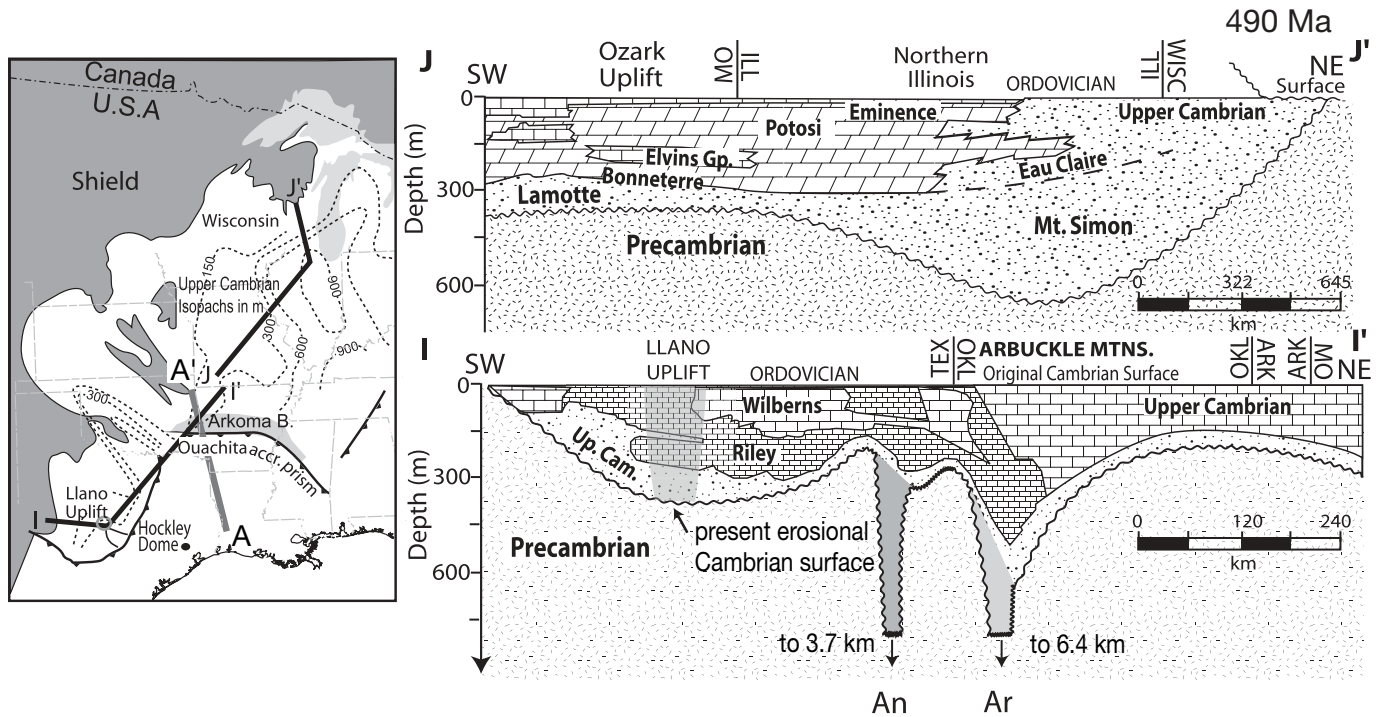 490 Ma
Canada
U.S.A
Shield
J'
Wisconsin
150
Upper Cambrian
Isopachs in m
900
300
600
900
A'
J
I'
300
Arkoma B.
Ouachita accr. prism
Llano
Uplift
I
Hockley
Dome
A
J
SW
Ozark
Uplift
MO
ILL
Northern
Illinois
ORDOVICIAN
ILL
WISC
NE
J'
Surface
Depth (m)
0
300
600
Eminence
Upper Cambrian
Potosi
Elvins Gp.
Eau Claire
Bonneterre
Lamotte
Mt. Simon
Precambrian
0 322 645
km
I
SW
LLANO
UPLIFT
ORDOVICIAN
TEX
OKL
ARBUCKLE MTNS.
Original Cambrian Surface
OKL
ARK
ARK
MO
I'
NE
Depth (m)
0
300
600
Wilberns
Upper Cambrian
Up. Cam.
Riley
present erosional
Cambrian surface
Precambrian
0 120 240
km
to 3.7 km
to 6.4 km
An
Ar